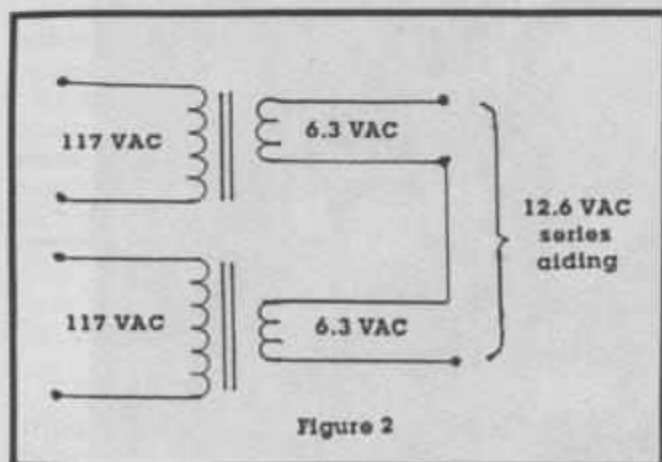 117 VAC
6.3 VAC
12.6 VAC
series
aiding
117 VAC
6.3 VAC
Figure 2